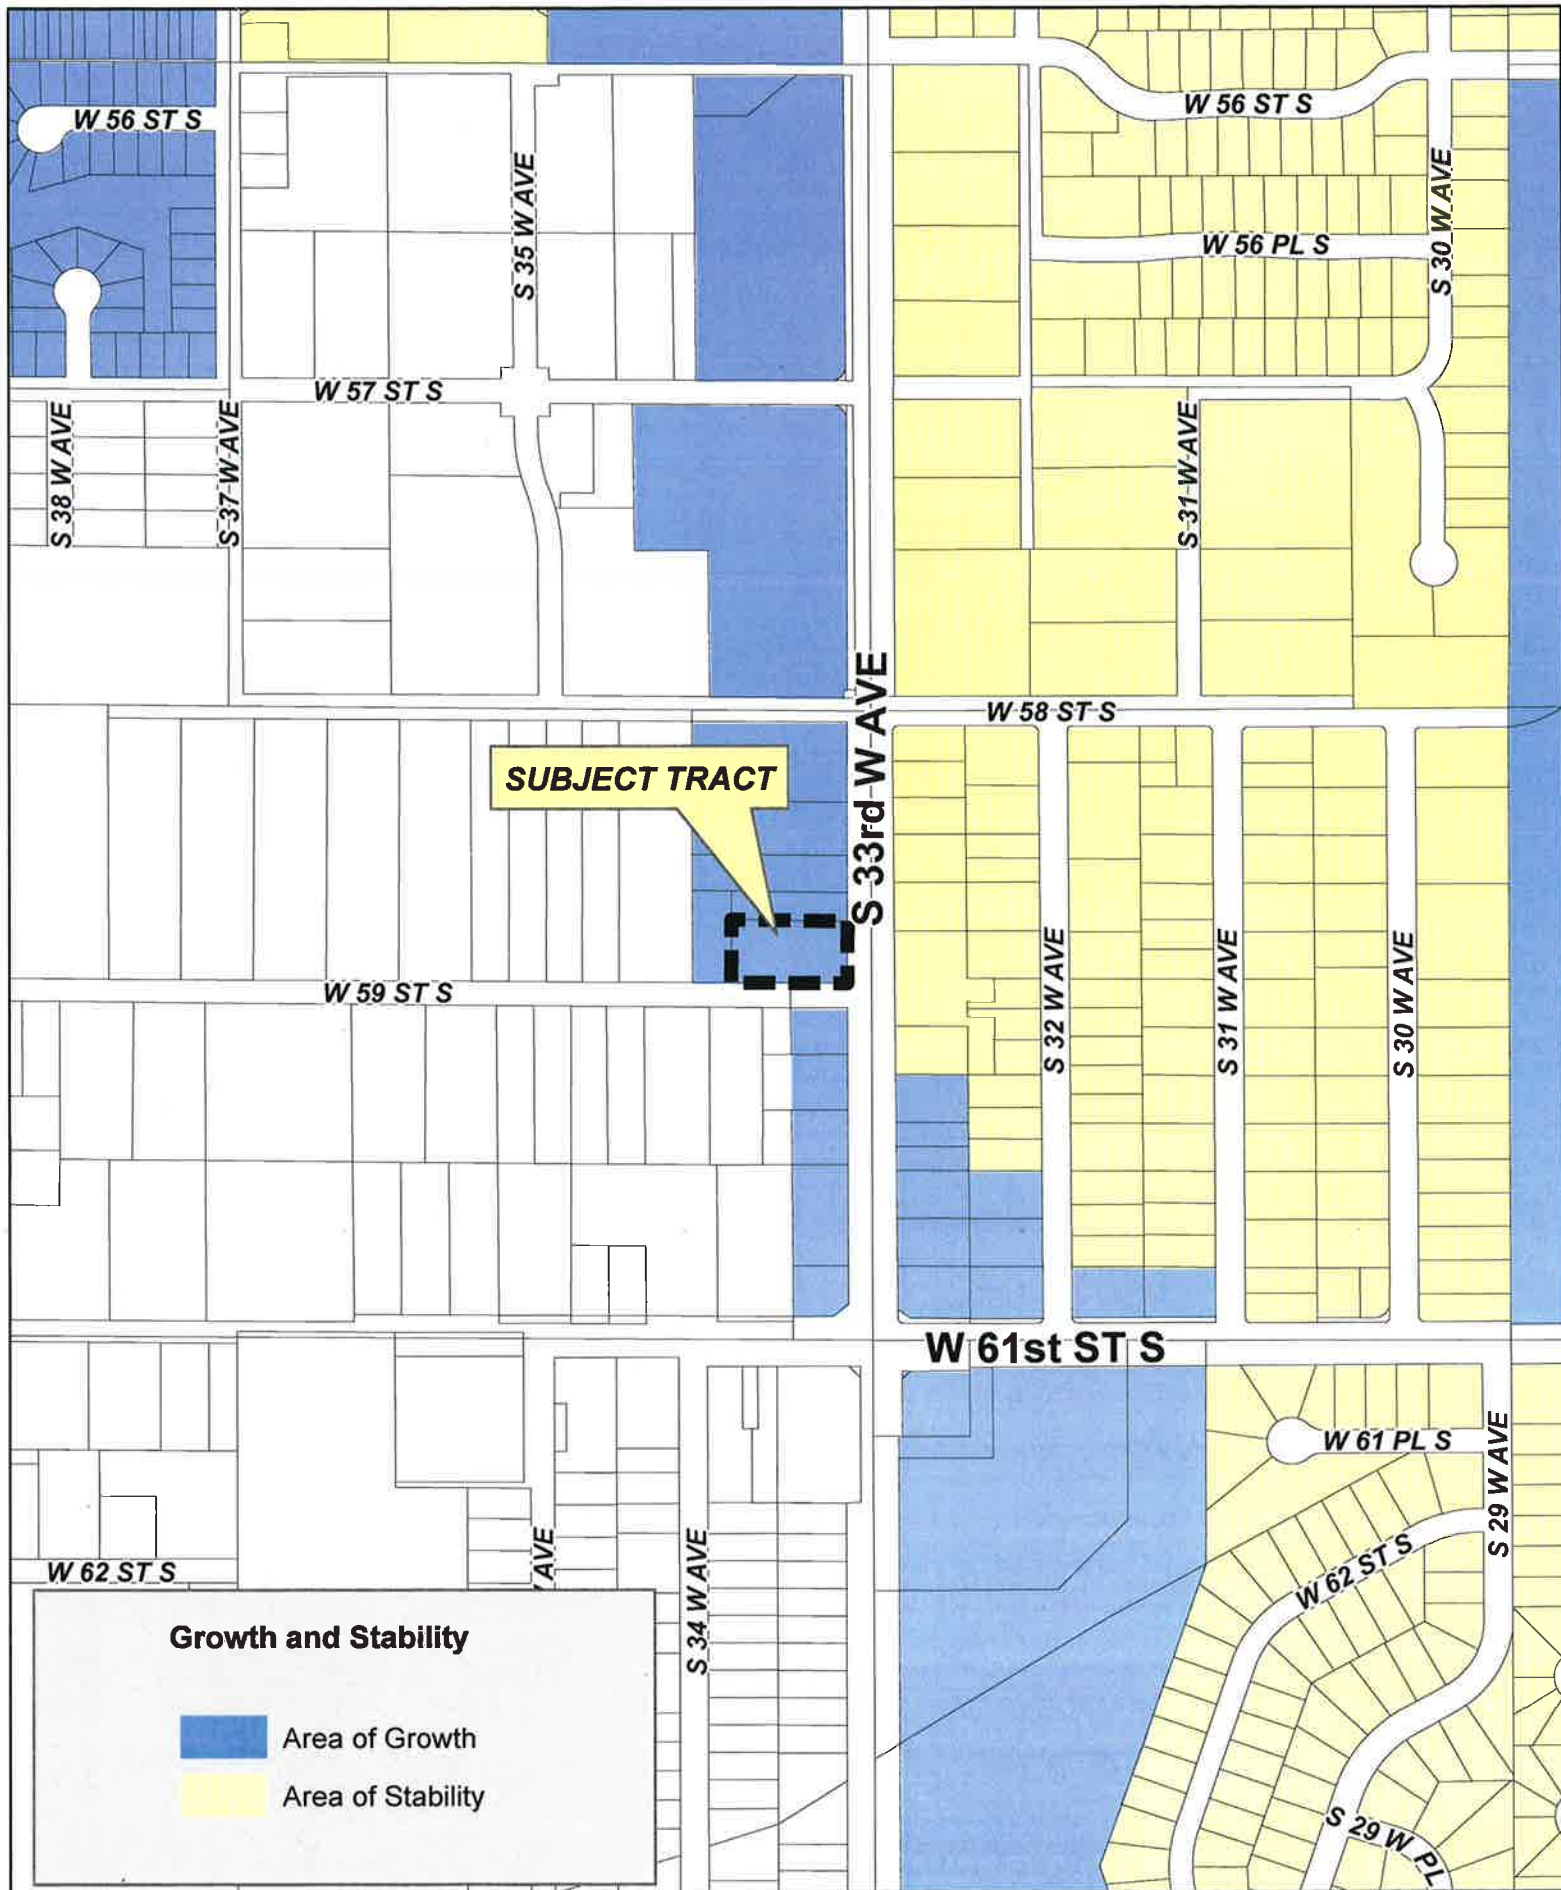 W 56 ST S
W 56 ST S
S 35 W AVE
S 30 W AVE
W 56 PL S
W 57 ST S
S 38 W AVE
S 37 W AVE
S 31 W AVE
S 33rd W AVE
W 58 ST S
SUBJECT TRACT
W 59 ST S
S 32 W AVE
S 31 W AVE
S 30 W AVE
W 61st ST S
W 61 PL S
S 29 W AVE
AVE
S 34 W AVE
W 62 ST S
W 62 ST S
Growth and Stability
Area of Growth
Area of Stability
S 29 W PL